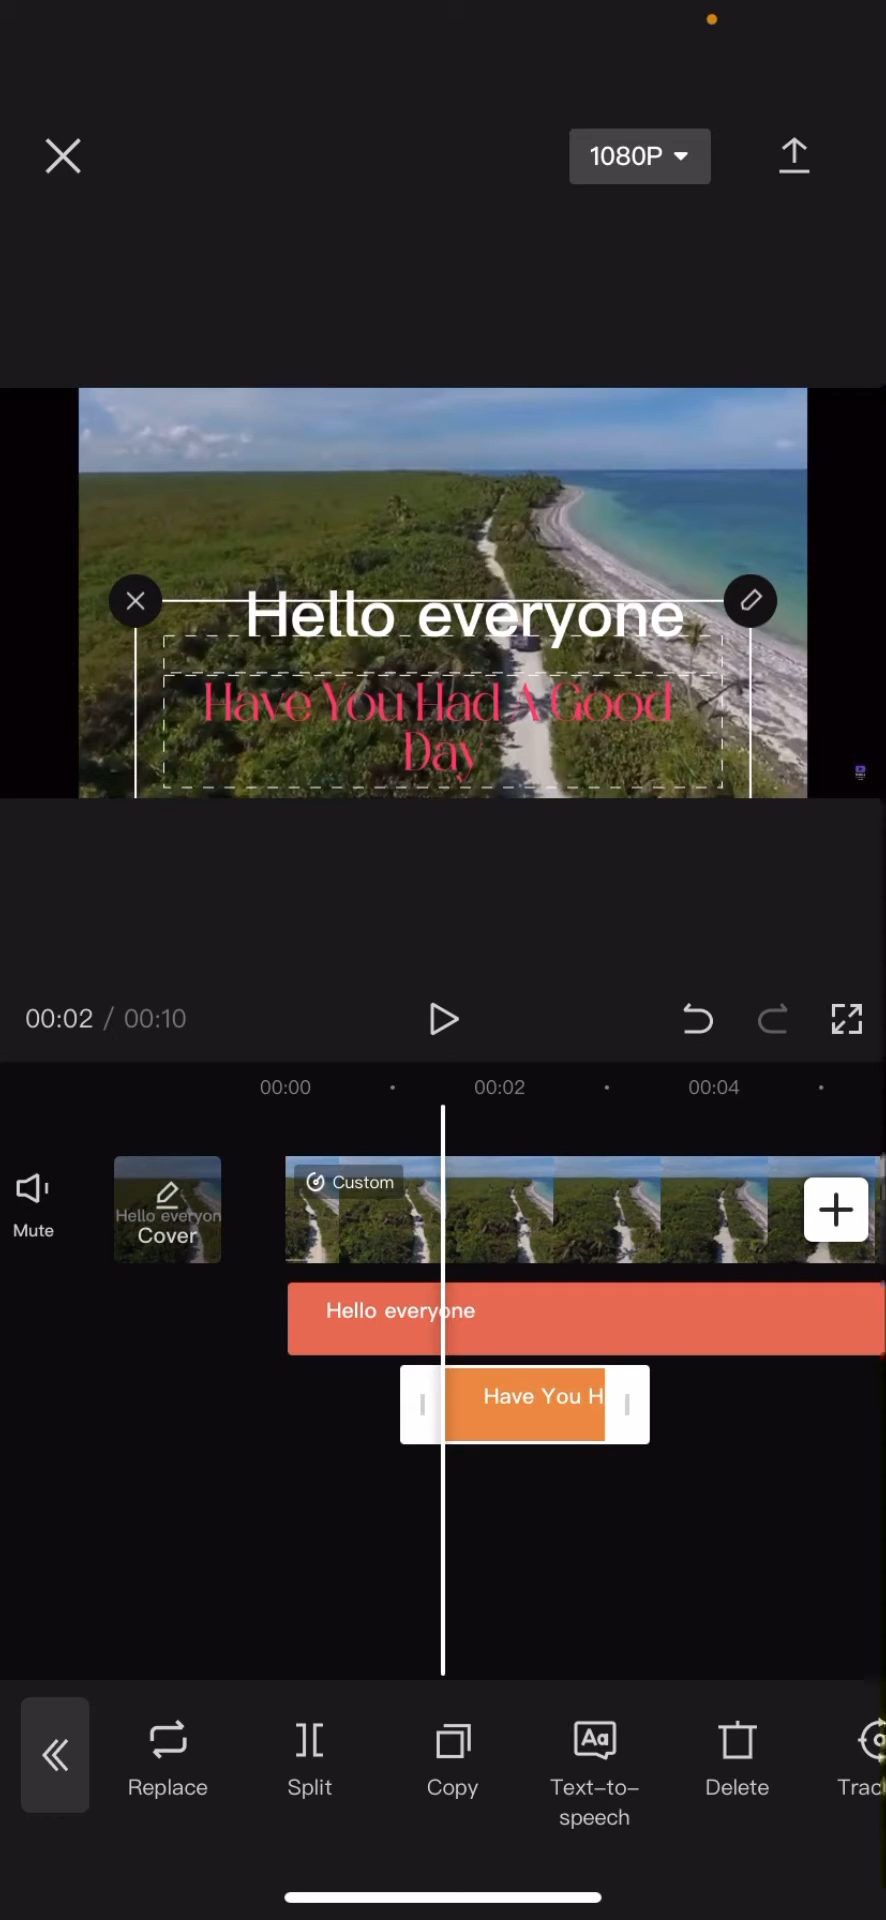 1080P
Hello everyone
Have You Had A Good
Day
00:02 / 00:10
00:00
00:02
00:04
Mute
Hello everyon
Cover
Custom
Hello everyone
Have You H
Replace
Split
Copy
Text-to-
speech
Delete
Trac